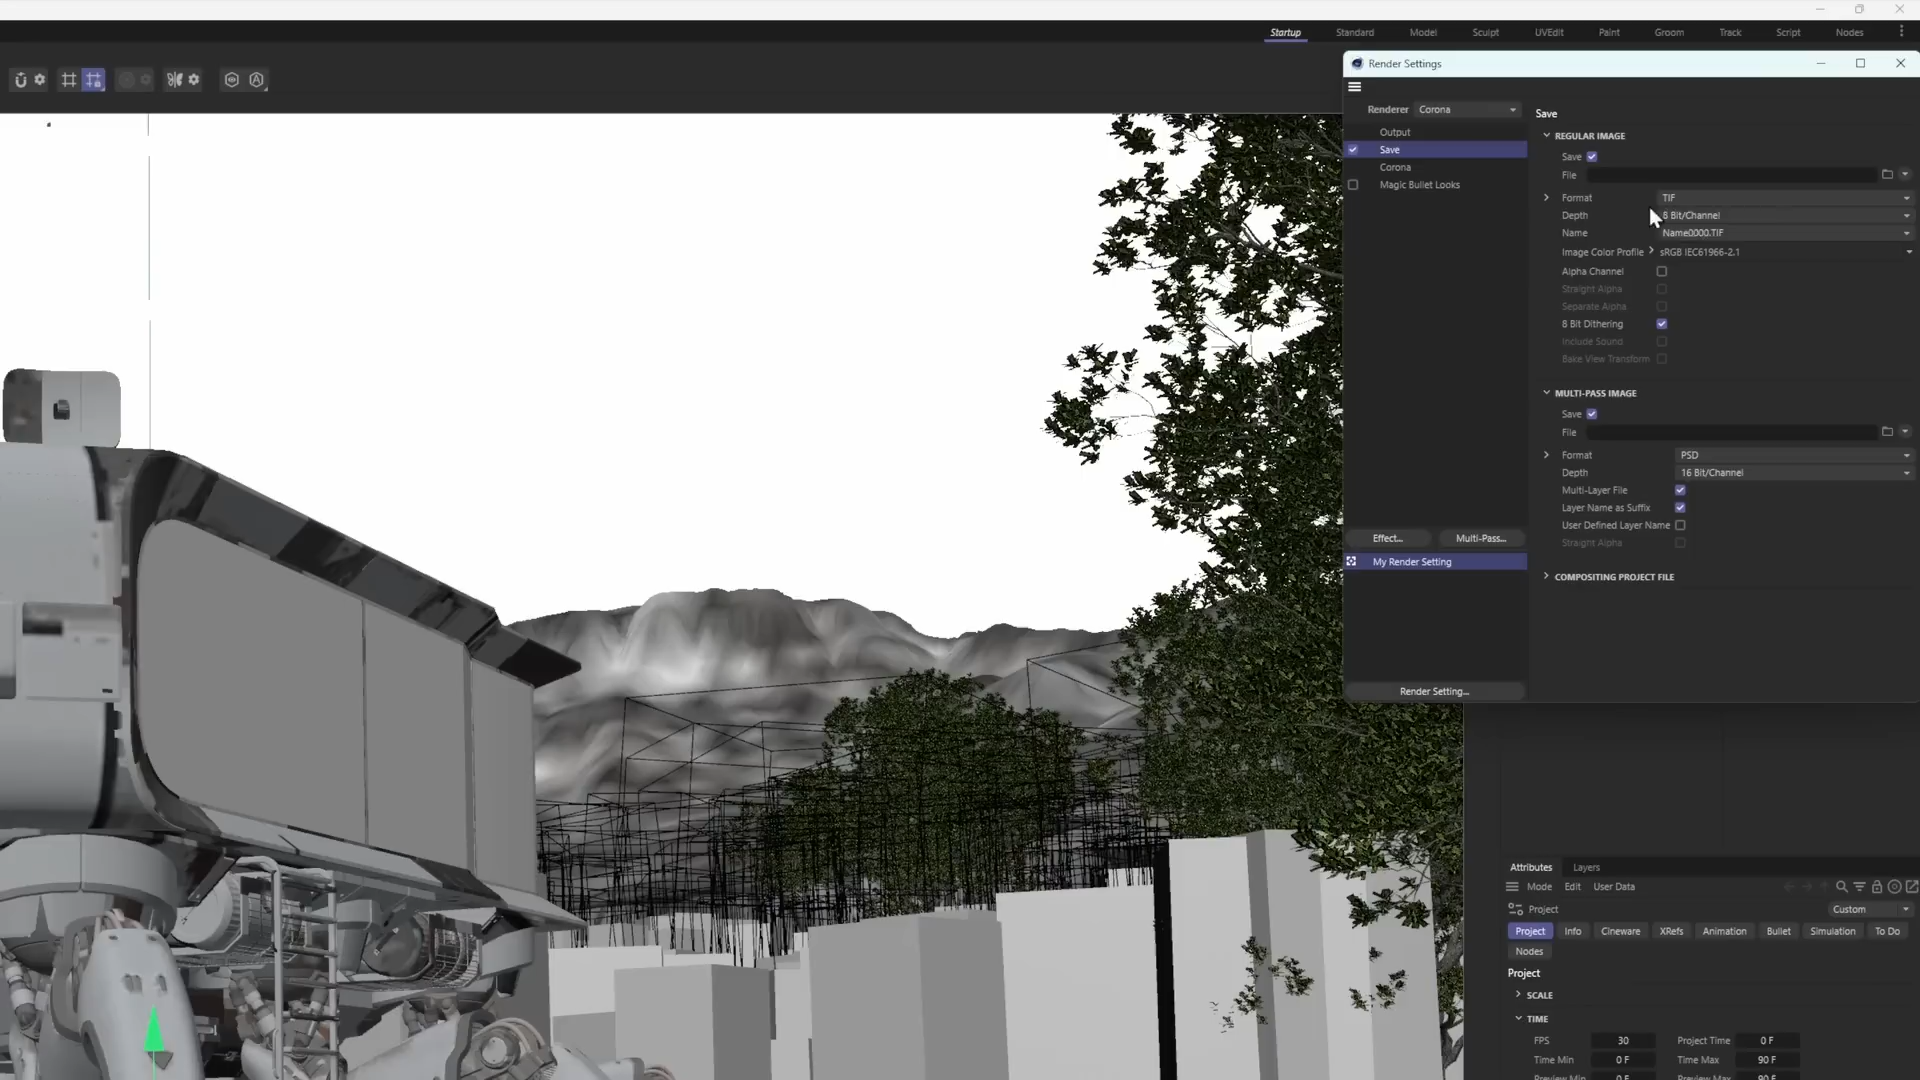 Startup Standard Model Sculpt UVEdit Paint Groom Track Script Nodes
Render Settings
Renderer Corona
Output
Save
Corona
Magic Bullet Looks
Effect... Multi-Pass...
My Render Setting
Render Setting...
Save
REGULAR IMAGE
Save
File
Format TIF
Depth 8 Bit/Channel
Name Name0000.TIF
Image Color Profile sRGB IEC61966-2.1
Alpha Channel
Straight Alpha
Separate Alpha
8 Bit Dithering
Include Sound
Bake View Transform
MULTI-PASS IMAGE
Save
File
Format PSD
Depth 16 Bit/Channel
Multi-Layer File
Layer Name as Suffix
User Defined Layer Name
Straight Alpha
COMPOSITING PROJECT FILE
Attributes Layers
Mode Edit User Data
Project Custom
Project Info Cineware XRefs Animation Bullet Simulation To Do
Nodes
Project
SCALE
TIME
FPS 30 Project Time 0 F
Time Min 0 F Time Max 90 F
Preview Min 0 F Preview Max 90 F